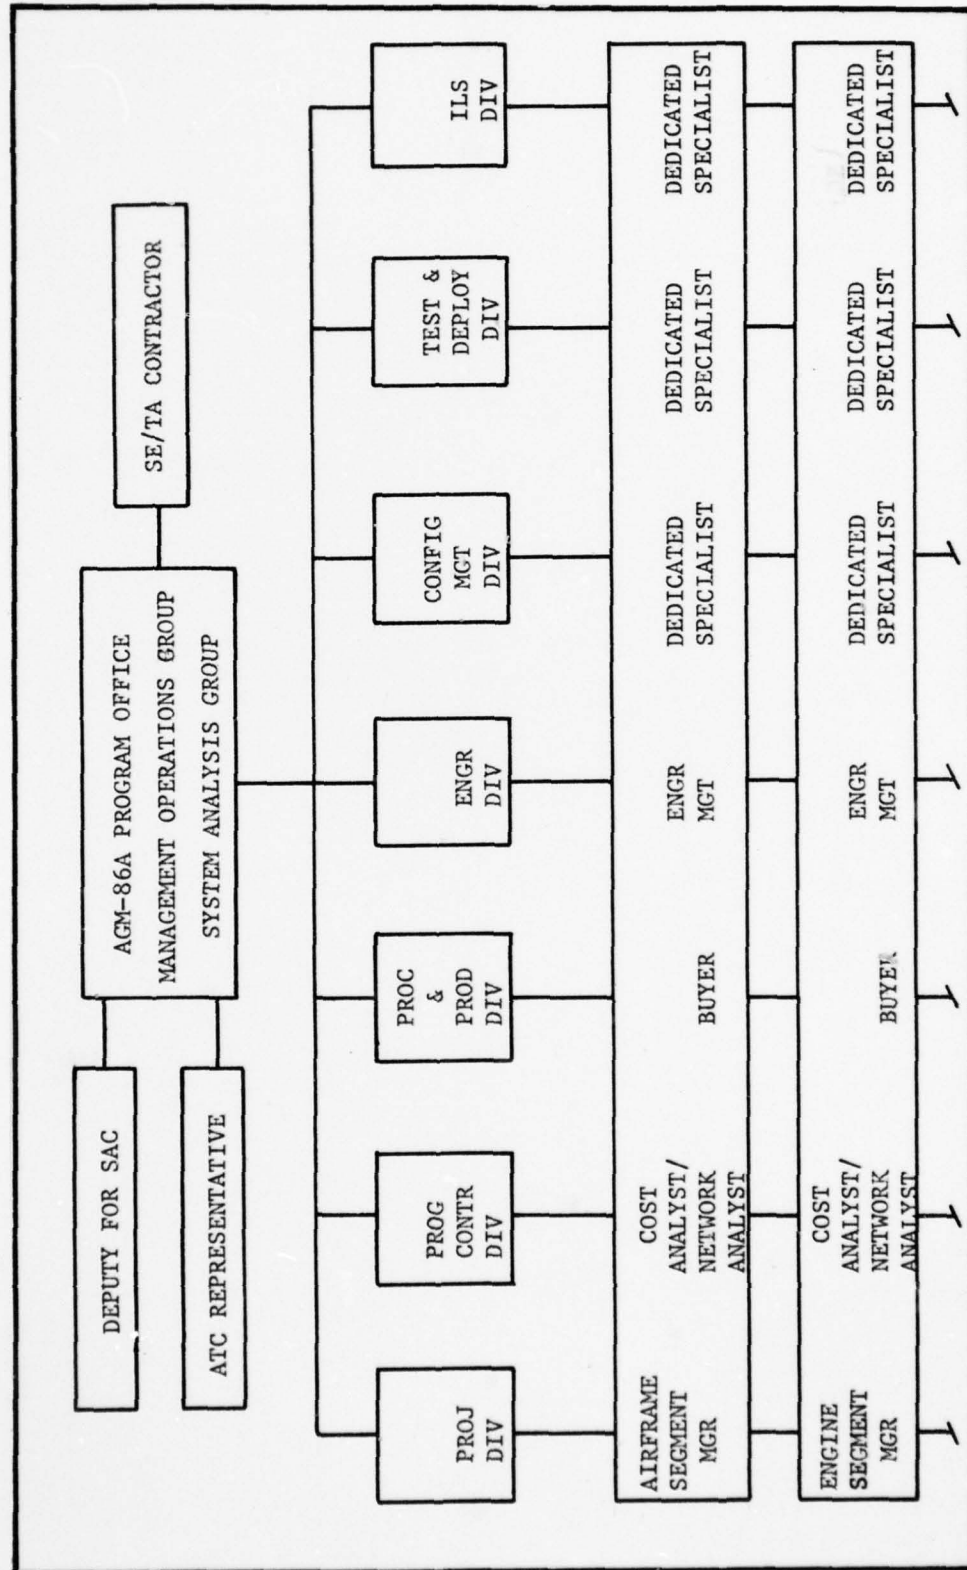 DEPUTY FOR SAC
ATC REPRESENTATIVE
AGM-86A PROGRAM OFFICE
MANAGEMENT OPERATIONS GROUP
SYSTEM ANALYSIS GROUP
SE/TA CONTRACTOR
PROJ
DIV
PROG
CONTR
DIV
PROC
&
PROD
DIV
ENGR
DIV
CONFIG
MGT
DIV
TEST &
DEPLOY
DIV
ILS
DIV
AIRFRAME
SEGMENT
MGR
COST
ANALYST/
NETWORK
ANALYST
BUYER
ENGR
MGT
DEDICATED
SPECIALIST
DEDICATED
SPECIALIST
DEDICATED
SPECIALIST
ENGINE
SEGMENT
MGR
COST
ANALYST/
NETWORK
ANALYST
BUYER
ENGR
MGT
DEDICATED
SPECIALIST
DEDICATED
SPECIALIST
DEDICATED
SPECIALIST